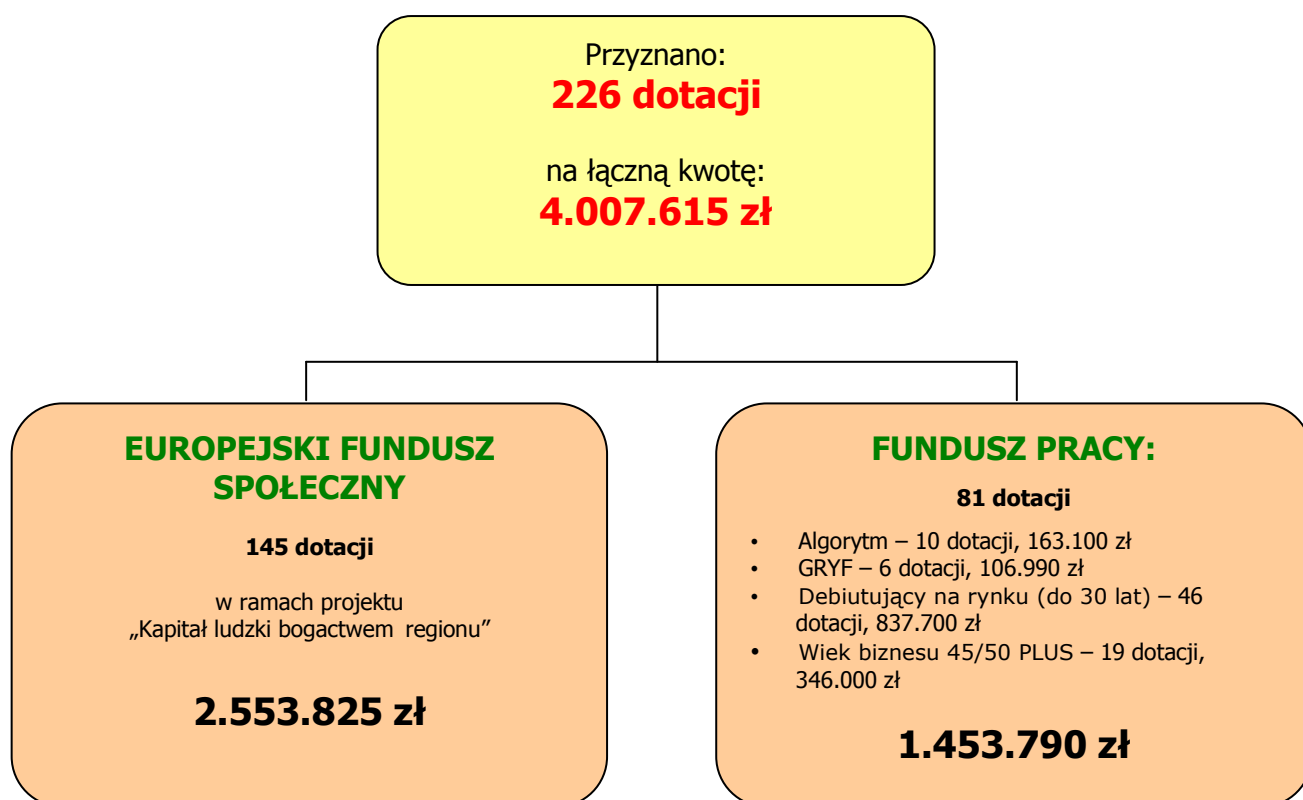 Przyznano:
226 dotacji
na łączną kwotę:
4.007.615 zł
EUROPEJSKI FUNDUSZ
SPOŁECZNY
145 dotacji
w ramach projektu
„Kapitał ludzki bogactwem regionu”
2.553.825 zł
FUNDUSZ PRACY:
81 dotacji
• Algorytm – 10 dotacji, 163.100 zł
• GRYF – 6 dotacji, 106.990 zł
• Debiutujący na rynku (do 30 lat) – 46
dotacji, 837.700 zł
• Wiek biznesu 45/50 PLUS – 19 dotacji,
346.000 zł
1.453.790 zł